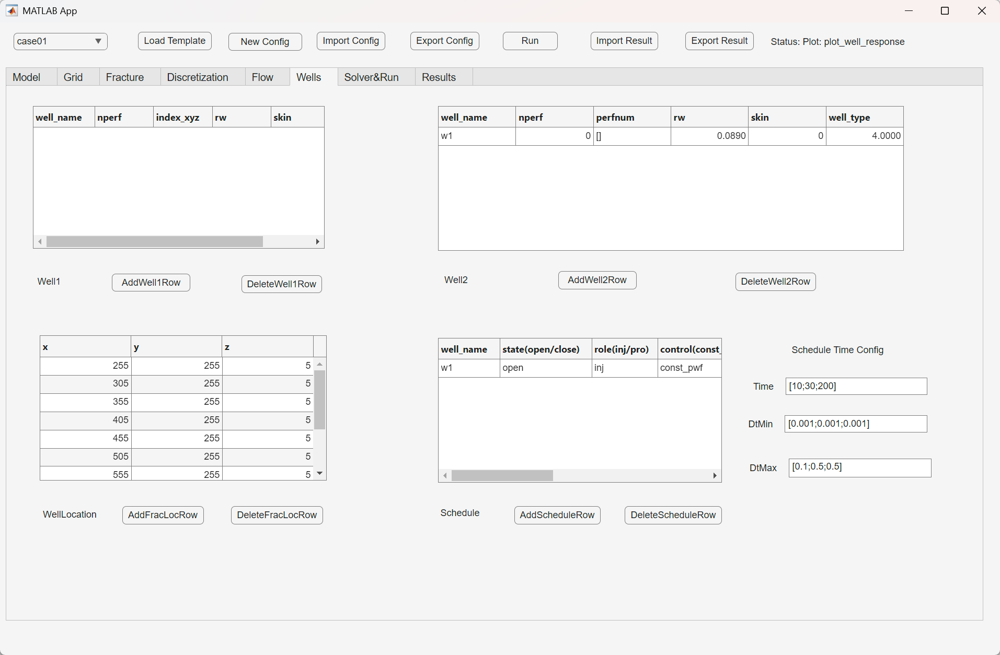 MATLAB App
case01 Load Template New Config Import Config Export Config Run Import Result Export Result Status: Plot: plot_well_response
Model Grid Fracture Discretization Flow Wells Solver&Run Results
well_name nperf index_xyz rw skin
well_name nperf perfnum rw skin well_type
w1 0 [] 0.0890 0 4.0000
Well1 AddWell1Row DeleteWell1Row
Well2 AddWell2Row DeleteWell2Row
x y z
255 255 5
305 255 5
355 255 5
405 255 5
455 255 5
505 255 5
555 255 5
WellLocation AddFracLocRow DeleteFracLocRow
well_name state(open/close) role(inj/pro) control(const_
w1 open inj const_pwf
Schedule AddScheduleRow DeleteScheduleRow
Schedule Time Config
Time [10;30;200]
DtMin [0.001;0.001;0.001]
DtMax [0.1;0.5;0.5]